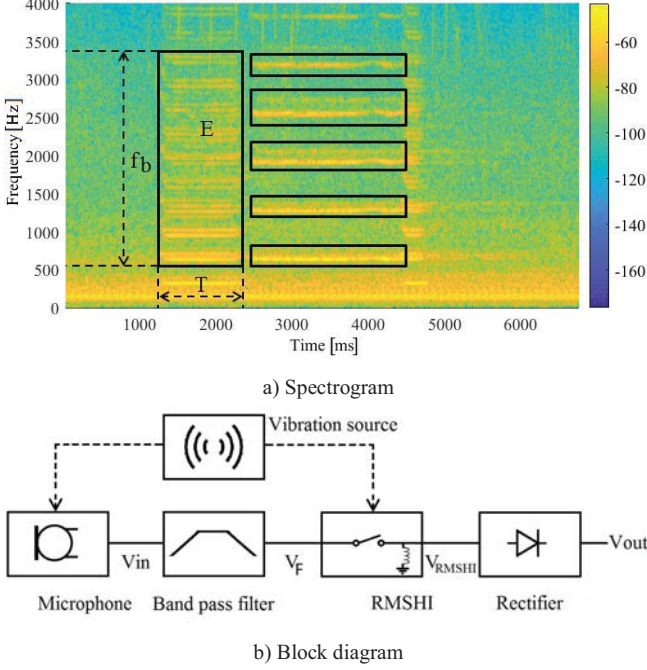 4000
3500
3000
2500
2000
1500
1000
500
0
Frequency [Hz]
E
f_b
T
-60
-80
-100
-120
-140
-160
1000 2000 3000 4000 5000 6000
Time [ms]
a) Spectrogram
Vibration source
Vin
V_F
V_RMSHI
Vout
Microphone
Band pass filter
RMSHI
Rectifier
b) Block diagram